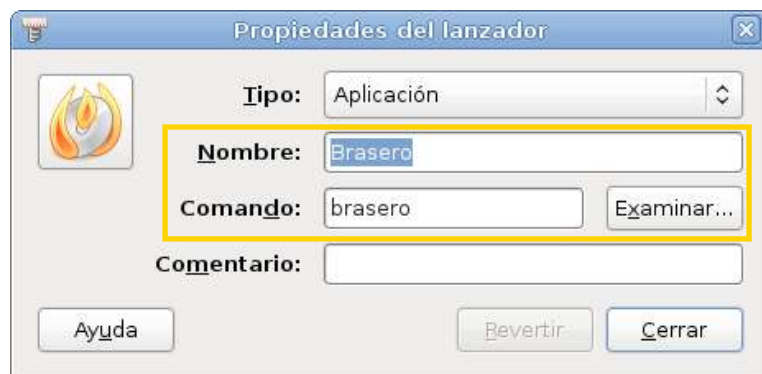 Propiedades del lanzador
Tipo: Aplicación
Nombre: Brasero
Comando: brasero Examinar...
Comentario:
Ayuda Revertir Cerrar